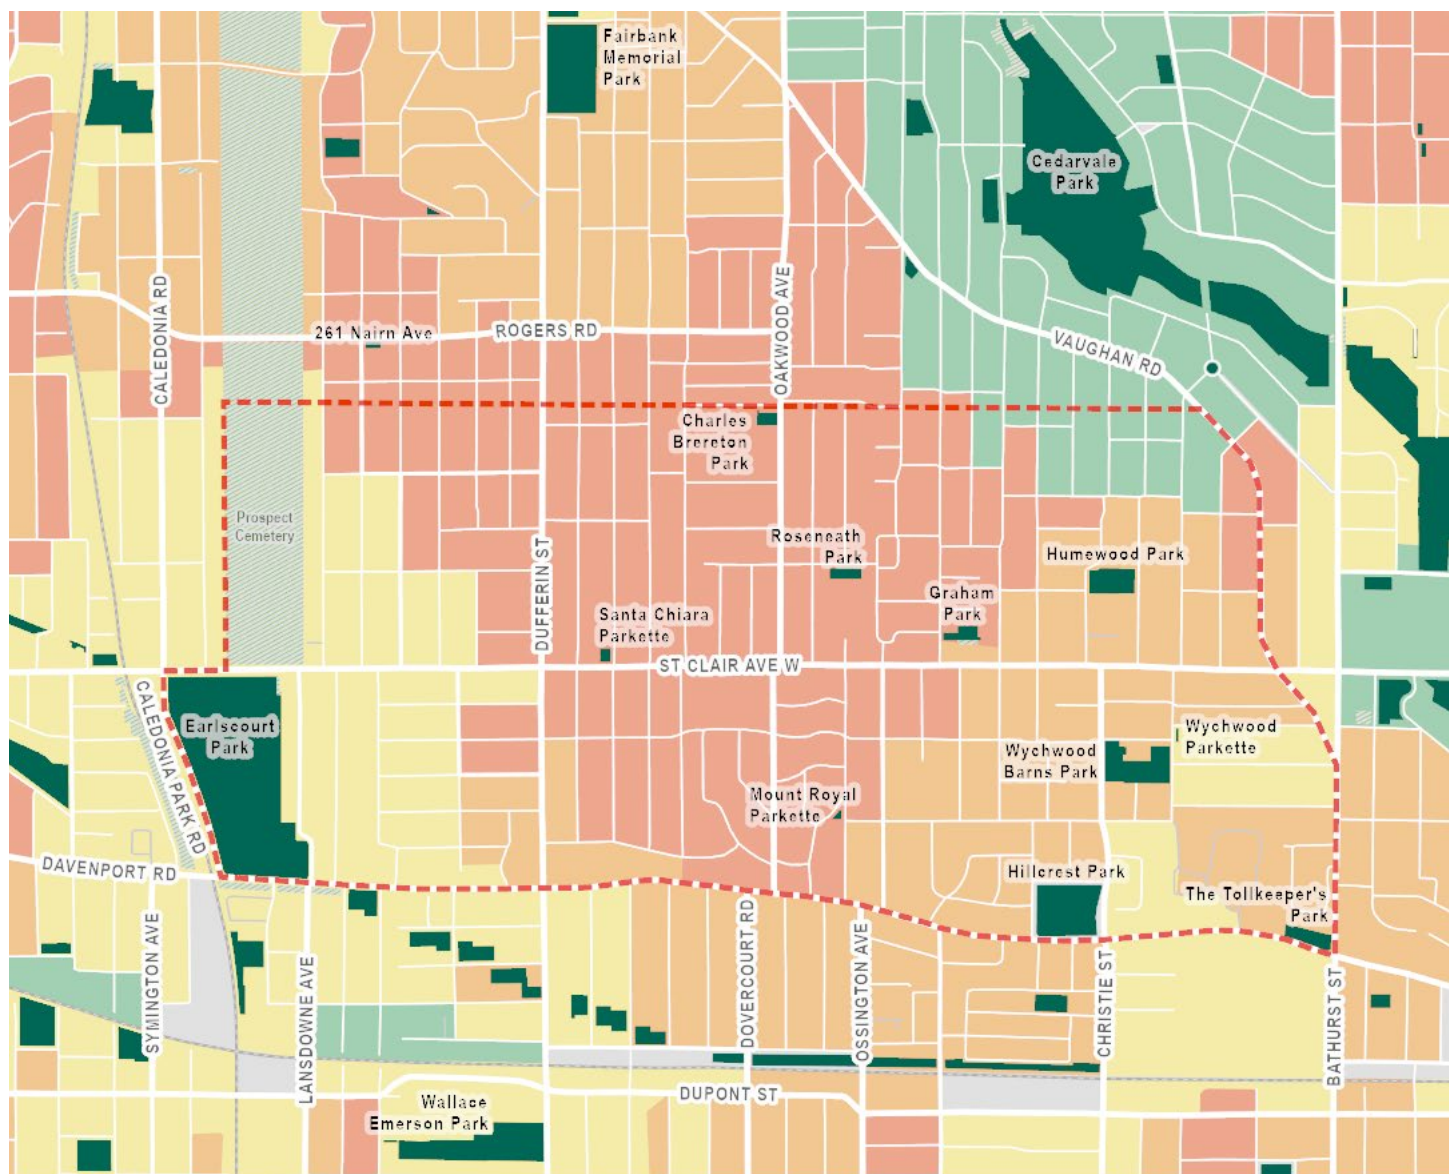 Fairbank
Memorial
Park
Cedarvale
Park
CALEDONIA RD
261 Nairn Ave
ROGERS RD
OAKWOOD AVE
VAUGHAN RD
Charles
Brereton
Park
Prospect
Cemetery
DUFFERIN ST
Roseneath
Park
Humewood Park
Graham
Park
Santa Chiara
Parkette
ST CLAIR AVE W
CALEDONIA PARK RD
Earlscourt
Park
Wychwood
Parkette
Wychwood
Barns Park
Mount Royal
Parkette
DAVENPORT RD
Hillcrest Park
The Tollkeeper's
Park
SYMINGTON AVE
LANSDOWNE AVE
DOVERCOURT RD
OSSINGTON AVE
CHRISTIE ST
BATHURST ST
DUPONT ST
Wallace
Emerson Park